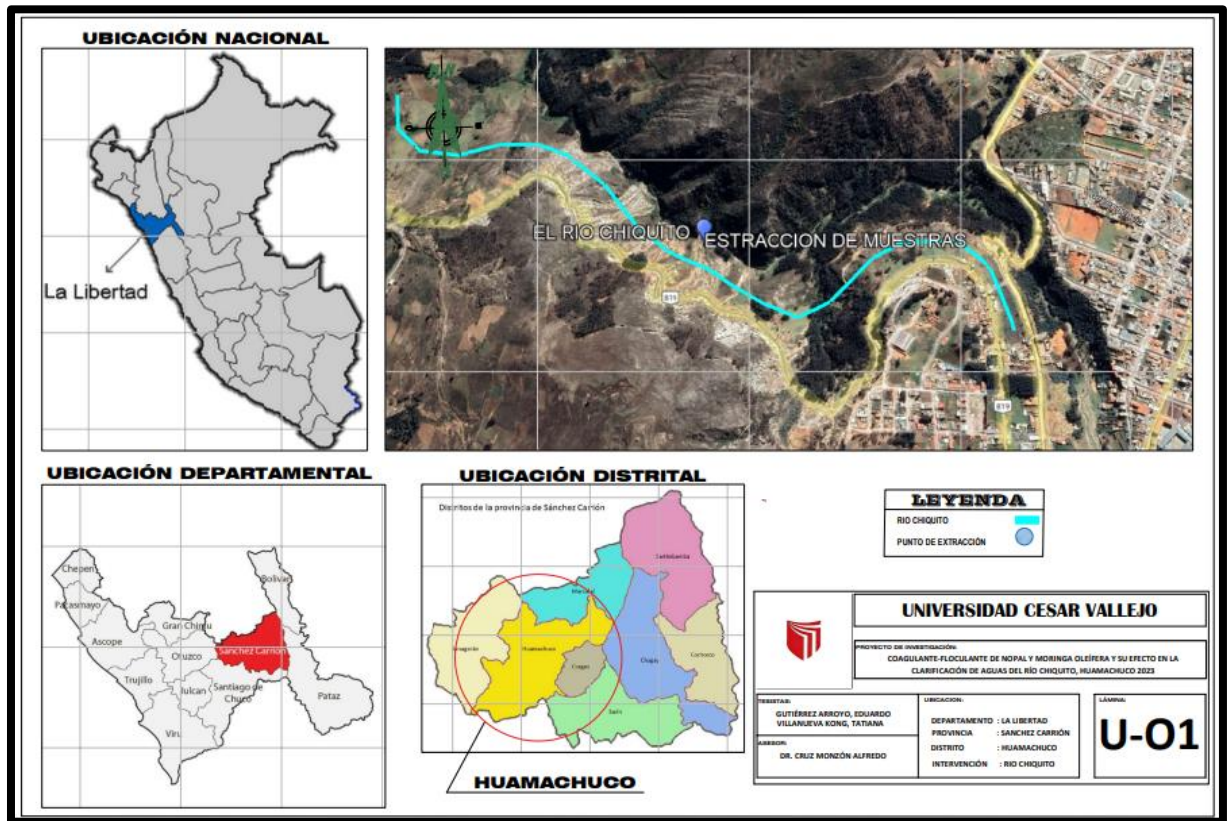 UBICACIÓN NACIONAL
La Libertad
EL RIO CHIQUITO
ESTRACCION DE MUESTRAS
819
819
UBICACIÓN DEPARTAMENTAL
Chepen
Pacasmayo
Ascope
Gran Chimu
Otuzco
Trujillo
Julcan
Santiago de
Chuco
Viru
Sanchez Carrión
Bolivar
Pataz
UBICACIÓN DISTRITAL
Distritos de la provincia de Sánchez Carrión
Huamachuco
Chugay
Sarin
HUAMACHUCO
LEYENDA
RIO CHIQUITO
PUNTO DE EXTRACCIÓN
UNIVERSIDAD CESAR VALLEJO
PROYECTO DE INVESTIGACIÓN:
COAGULANTE-FLOCULANTE DE NOPAL Y MORINGA OLEÍFERA Y SU EFECTO EN LA
CLARIFICACIÓN DE AGUAS DEL RÍO CHIQUITO, HUAMACHUCO 2023
TESISTAS:
GUTIÉRREZ ARROYO, EDUARDO
VILLANUEVA KONG, TATIANA
ASESOR:
DR. CRUZ MONZÓN ALFREDO
UBICACION:
DEPARTAMENTO : LA LIBERTAD
PROVINCIA : SANCHEZ CARRIÓN
DISTRITO : HUAMACHUCO
INTERVENCIÓN : RIO CHIQUITO
LÁMINA:
U-01